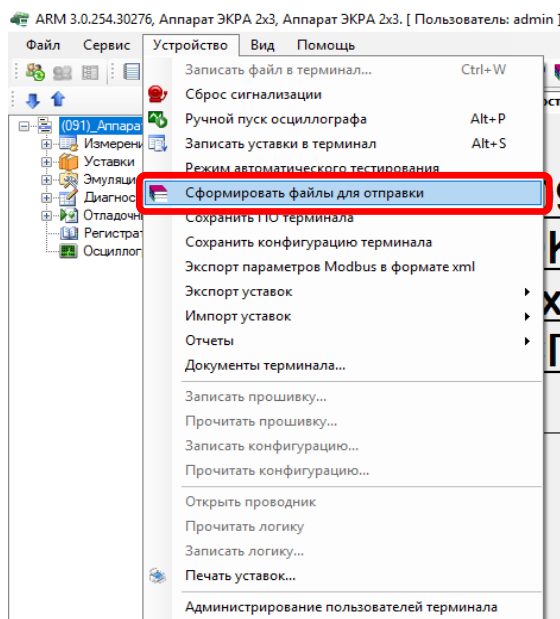 ARM 3.0.254.30276, Аппарат ЭКРА 2x3, Аппарат ЭКРА 2x3. [ Пользователь: admin ]
Файл Сервис Устройство Вид Помощь
Записать файл в терминал... Ctrl+W
Сброс сигнализации
(091)_Аппара Ручной пуск осциллографа Alt+P
Измерени Записать уставки в терминал Alt+S
Уставки Режим автоматического тестирования
Эмуляци Сформировать файлы для отправки
Диагнос Сохранить ПО терминала
Отладочн Сохранить конфигурацию терминала
Регистрат Экспорт параметров Modbus в формате xml
Осциллог Экспорт уставок
Импорт уставок
Отчеты
Документы терминала...
Записать прошивку...
Прочитать прошивку...
Записать конфигурацию...
Прочитать конфигурацию...
Открыть проводник
Прочитать логику
Записать логику...
Печать уставок...
Администрирование пользователей терминала